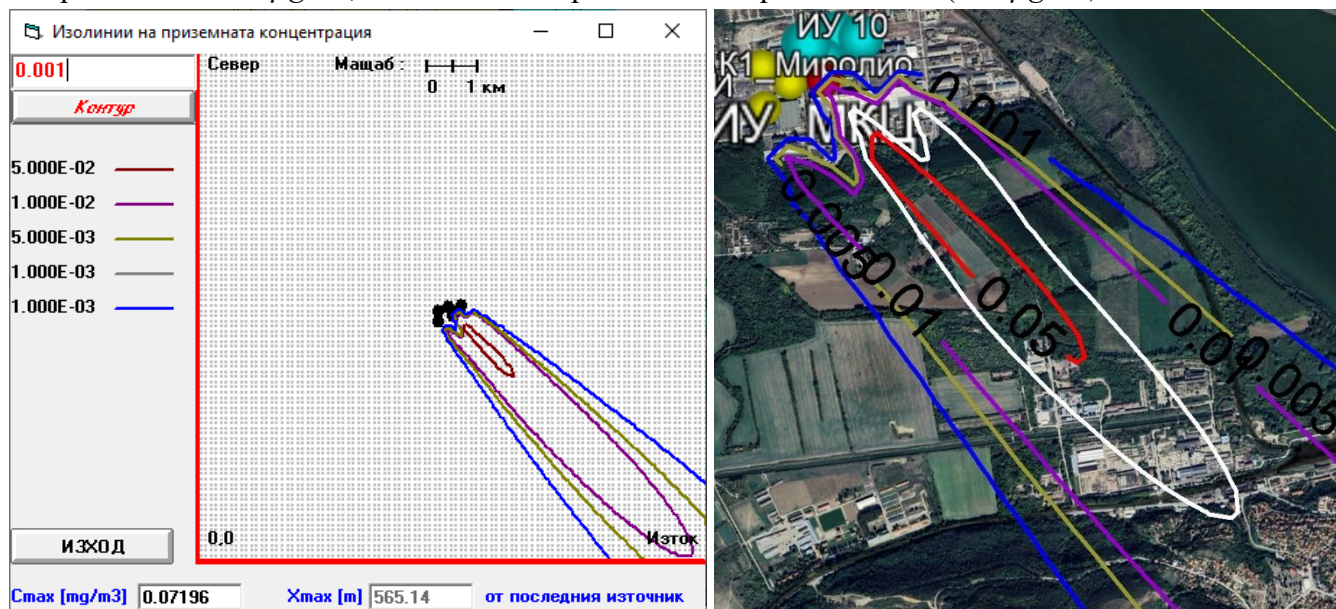 Изолинии на приземната концентрация
0.001
Контур
Север
Мащаб :
0 1 км
5.000E-02
1.000E-02
5.000E-03
1.000E-03
1.000E-03
0,0
Изток
ИЗХОД
Cmax [mg/m3] 0.07196 Xmax [m] 565.14 от последния източник
ИУ 10
К1 Миролио
И
ИУ МКЦ
0.001
0.005
0.01
0.05
0.01
0.005